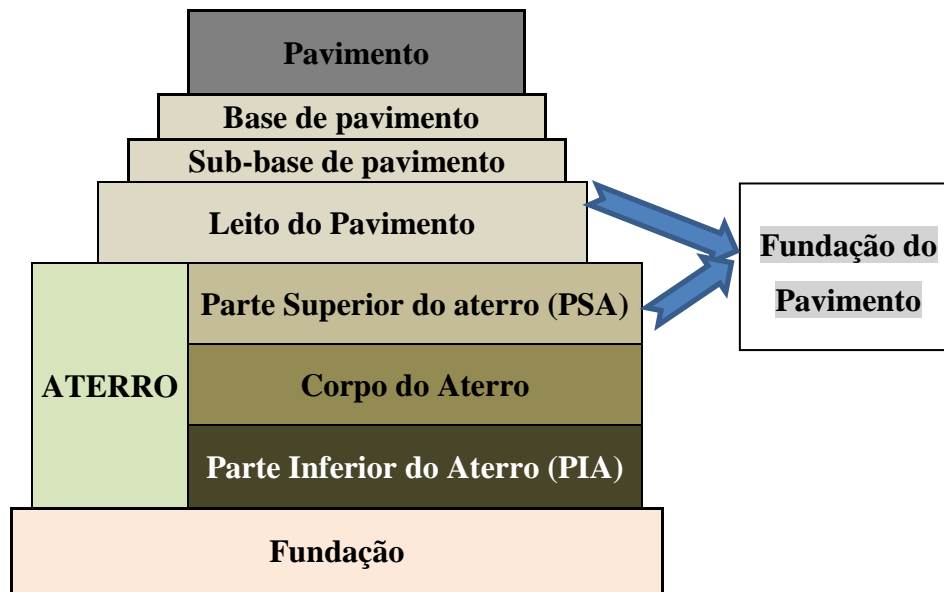 Pavimento
Base de pavimento
Sub-base de pavimento
Leito do Pavimento
Fundação do
Pavimento
Parte Superior do aterro (PSA)
ATERRO
Corpo do Aterro
Parte Inferior do Aterro (PIA)
Fundação